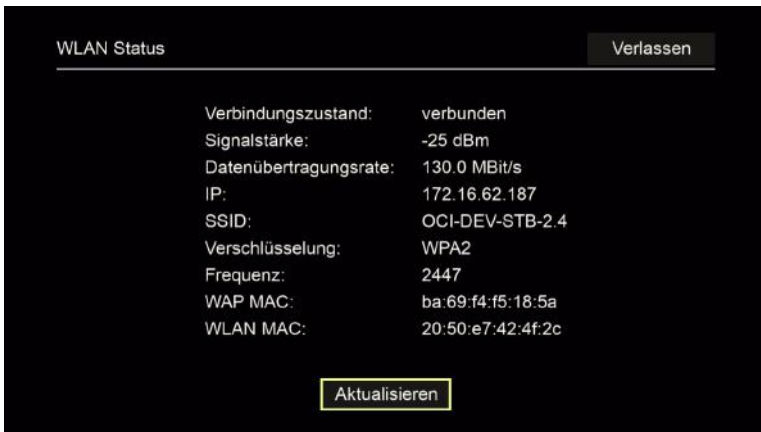 WLAN Status
Verlassen
Verbindungszustand: verbunden
Signalstärke: -25 dBm
Datenübertragungsrate: 130.0 MBit/s
IP: 172.16.62.187
SSID: OCI-DEV-STB-2.4
Verschlüsselung: WPA2
Frequenz: 2447
WAP MAC: ba:69:f4:f5:18:5a
WLAN MAC: 20:50:e7:42:4f:2c
Aktualisieren